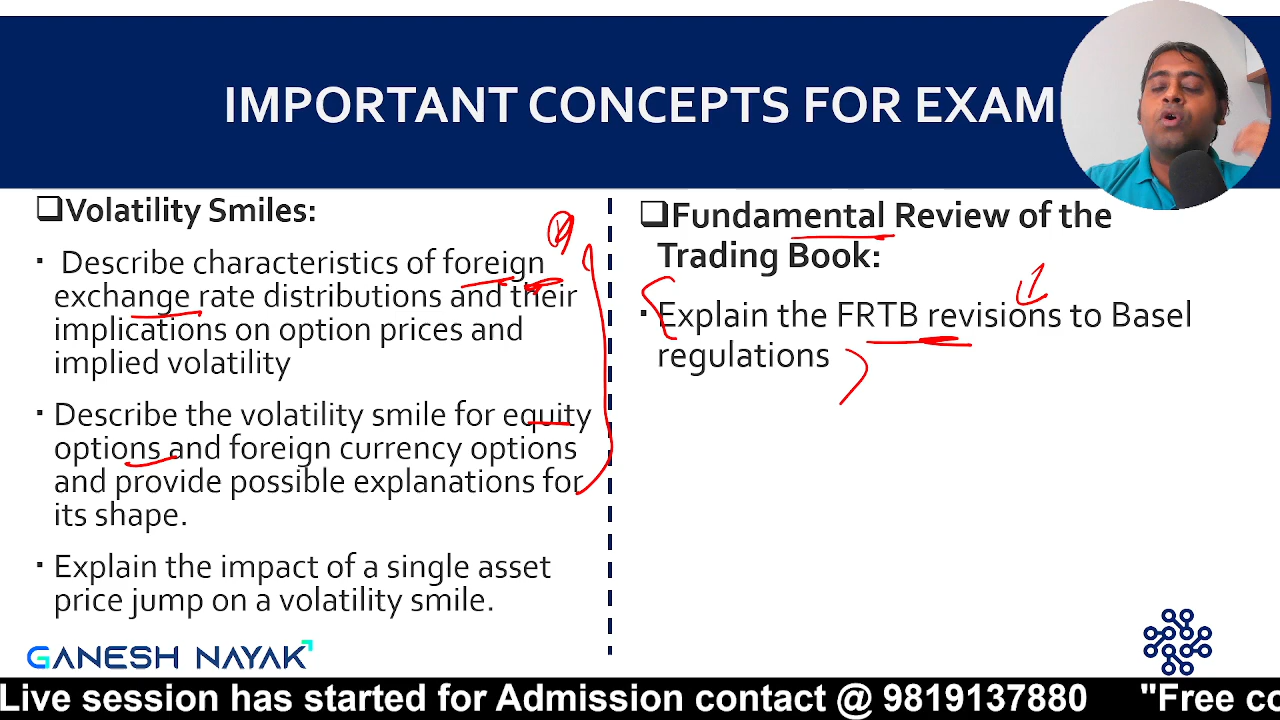 IMPORTANT CONCEPTS FOR EXAM
Volatility Smiles:
Describe characteristics of foreign
exchange rate distributions and their
implications on option prices and
implied volatility
Describe the volatility smile for equity
options and foreign currency options
and provide possible explanations for
its shape.
Explain the impact of a single asset
price jump on a volatility smile.
Fundamental Review of the
Trading Book:
Explain the FRTB revisions to Basel
regulations
GANESH NAYAK
Live session has started for Admission contact @ 9819137880 "Free co